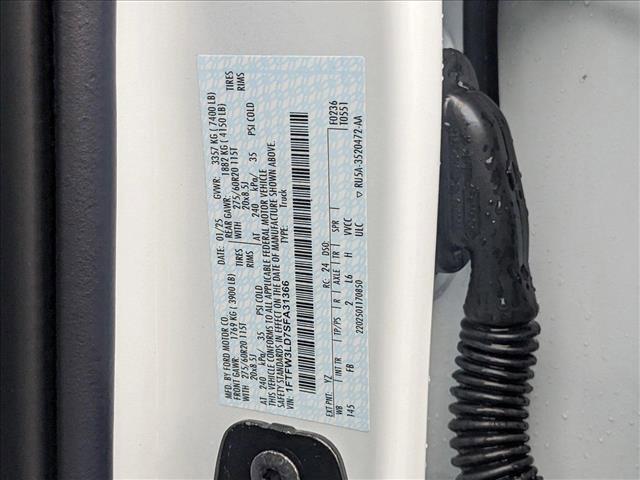 MFD. BY FORD MOTOR CO.
DATE: 01/25 GVWR: 3357 KG ( 7400 LB)
FRONT GAWR: 1769 KG ( 3900 LB) REAR GAWR: 1882 KG ( 4150 LB)
WITH 275/60R20 115T TIRES WITH 275/60R20 115T TIRES
20x8.5J RIMS 20x8.5J RIMS
AT 240 kPa/ 35 PSI COLD AT 240 kPa/ 35 PSI COLD
THIS VEHICLE CONFORMS TO ALL APPLICABLE FEDERAL MOTOR VEHICLE
SAFETY STANDARDS IN EFFECT ON THE DATE OF MANUFACTURE SHOWN ABOVE.
VIN: 1FTFW3LD7SFA31366 TYPE: Truck
F0236
T0551
EXT PNT: YZ RC: 24 DSO:
WB INT TR TP/PS R AXLE TR SPR
145 FB 2 L6 H VVCC
ULC
2202501170850
▽ RU5A-3520472-AA